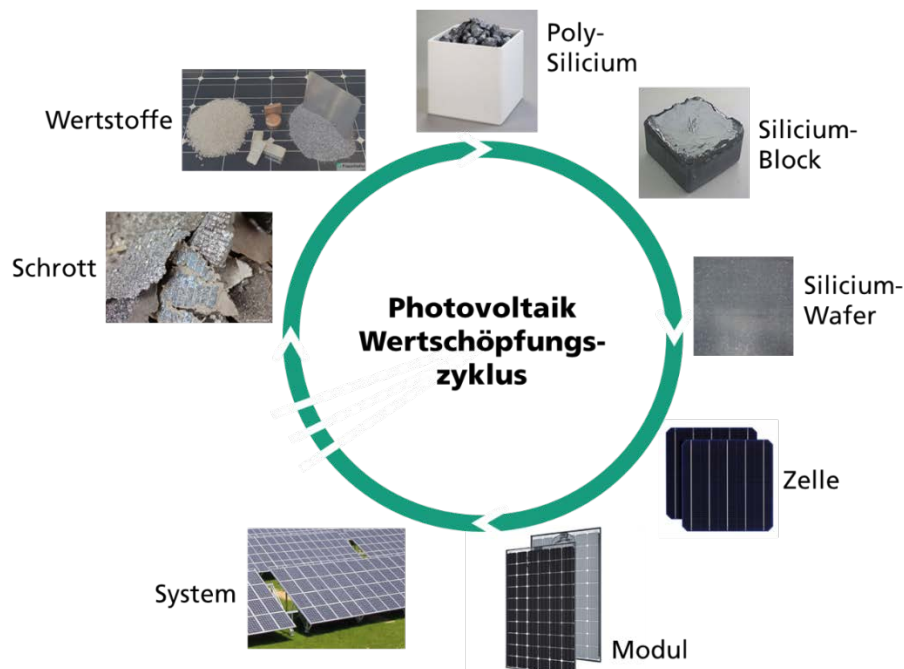 Poly-
Silicium
Silicium-
Block
Silicium-
Wafer
Zelle
Modul
System
Schrott
Wertstoffe
Photovoltaik
Wertschöpfungs-
zyklus